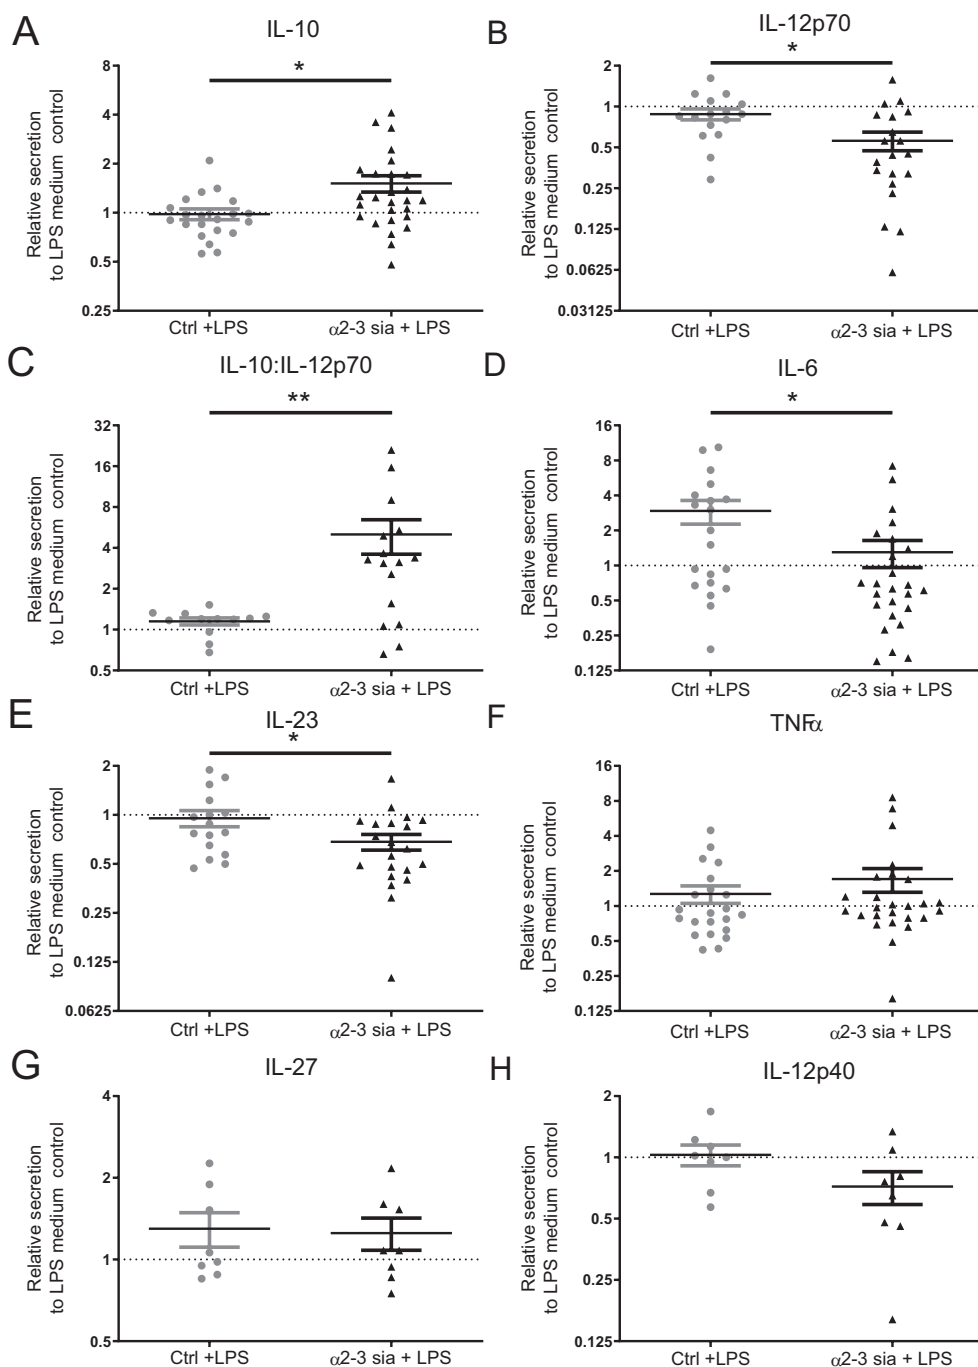 A
IL-10
*
Relative secretion
to LPS medium control
8
4
2
1
0.5
0.25
Ctrl +LPS
α2-3 sia + LPS
B
IL-12p70
*
Relative secretion
to LPS medium control
2
1
0.5
0.25
0.125
0.0625
0.03125
Ctrl +LPS
α2-3 sia + LPS
C
IL-10:IL-12p70
**
Relative secretion
to LPS medium control
32
16
8
4
2
1
0.5
Ctrl +LPS
α2-3 sia + LPS
D
IL-6
*
Relative secretion
to LPS medium control
16
8
4
2
1
0.5
0.25
0.125
Ctrl +LPS
α2-3 sia + LPS
E
IL-23
*
Relative secretion
to LPS medium control
2
1
0.5
0.25
0.125
0.0625
Ctrl +LPS
α2-3 sia + LPS
F
TNFα
Relative secretion
to LPS medium control
16
8
4
2
1
0.5
0.25
0.125
Ctrl +LPS
α2-3 sia + LPS
G
IL-27
Relative secretion
to LPS medium control
4
2
1
0.5
Ctrl +LPS
α2-3 sia + LPS
H
IL-12p40
Relative secretion
to LPS medium control
2
1
0.5
0.25
0.125
Ctrl +LPS
α2-3 sia + LPS